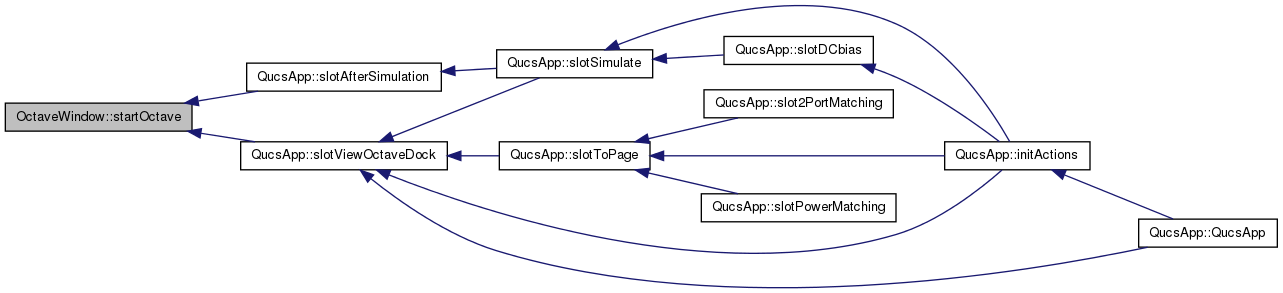 OctaveWindow::startOctave
QucsApp::slotAfterSimulation
QucsApp::slotViewOctaveDock
QucsApp::slotSimulate
QucsApp::slotToPage
QucsApp::slotDCbias
QucsApp::slot2PortMatching
QucsApp::slotPowerMatching
QucsApp::initActions
QucsApp::QucsApp